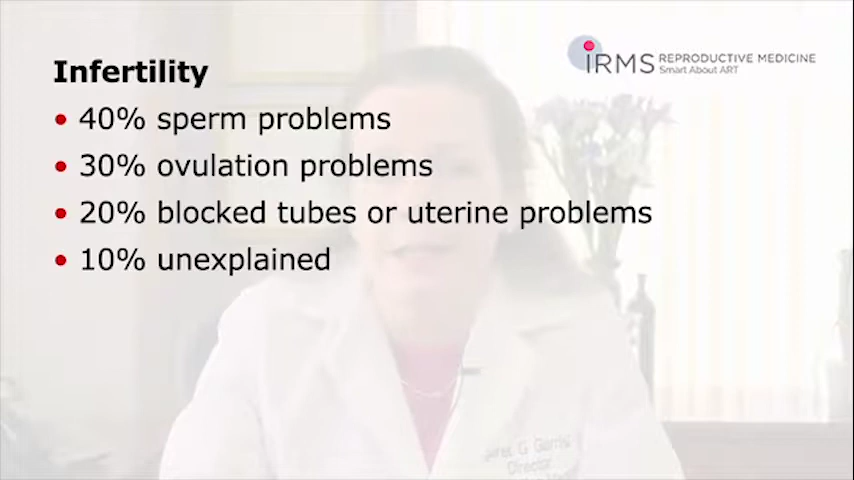 Infertility
• 40% sperm problems
• 30% ovulation problems
• 20% blocked tubes or uterine problems
• 10% unexplained
iRMS REPRODUCTIVE MEDICINE
Smart About ART
Director